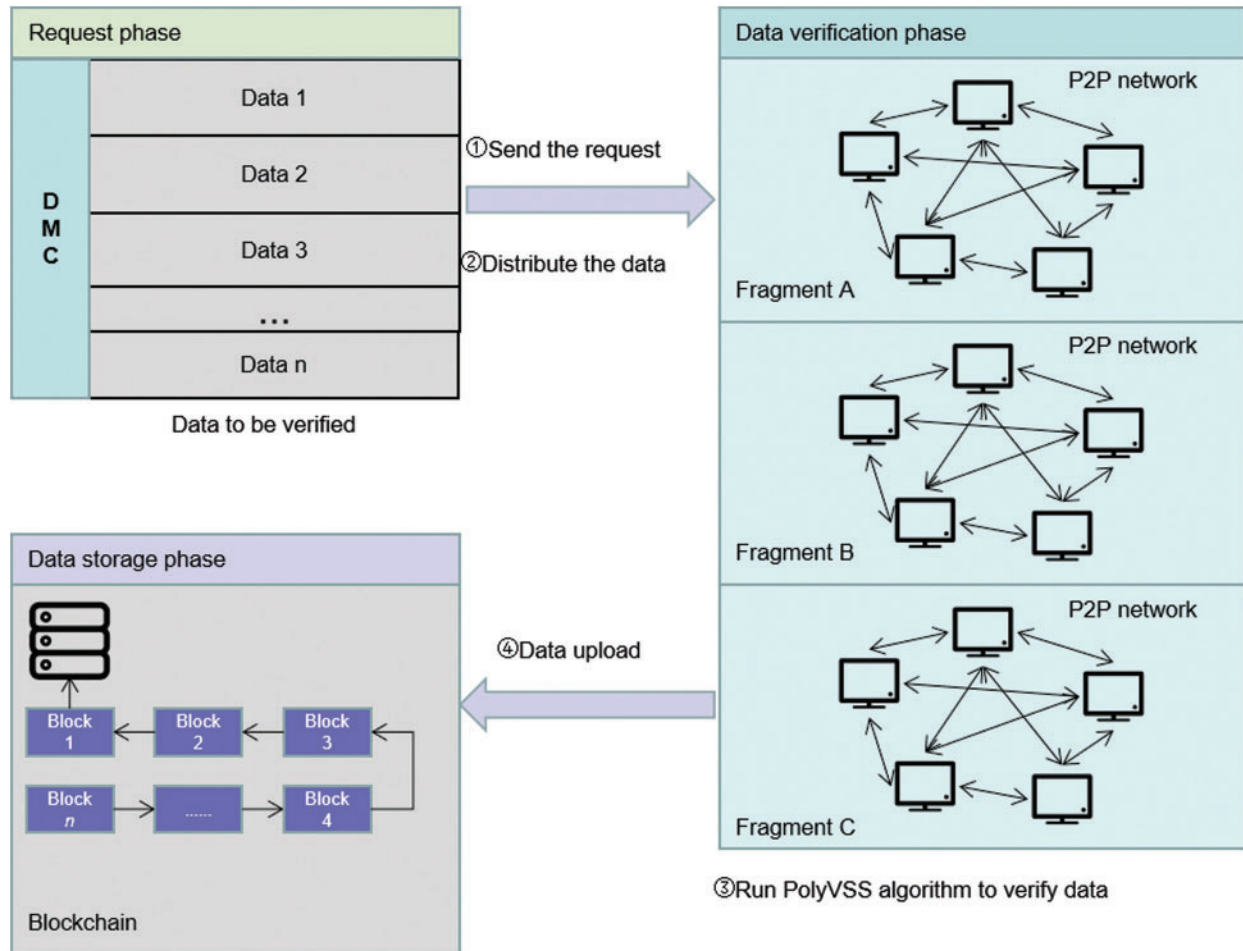 Request phase
D
M
C
Data 1
Data 2
Data 3
...
Data n
Data to be verified
①Send the request
②Distribute the data
Data verification phase
P2P network
Fragment A
P2P network
Fragment B
P2P network
Fragment C
③Run PolyVSS algorithm to verify data
④Data upload
Data storage phase
Block
1
Block
2
Block
3
Block
n
......
Block
4
Blockchain